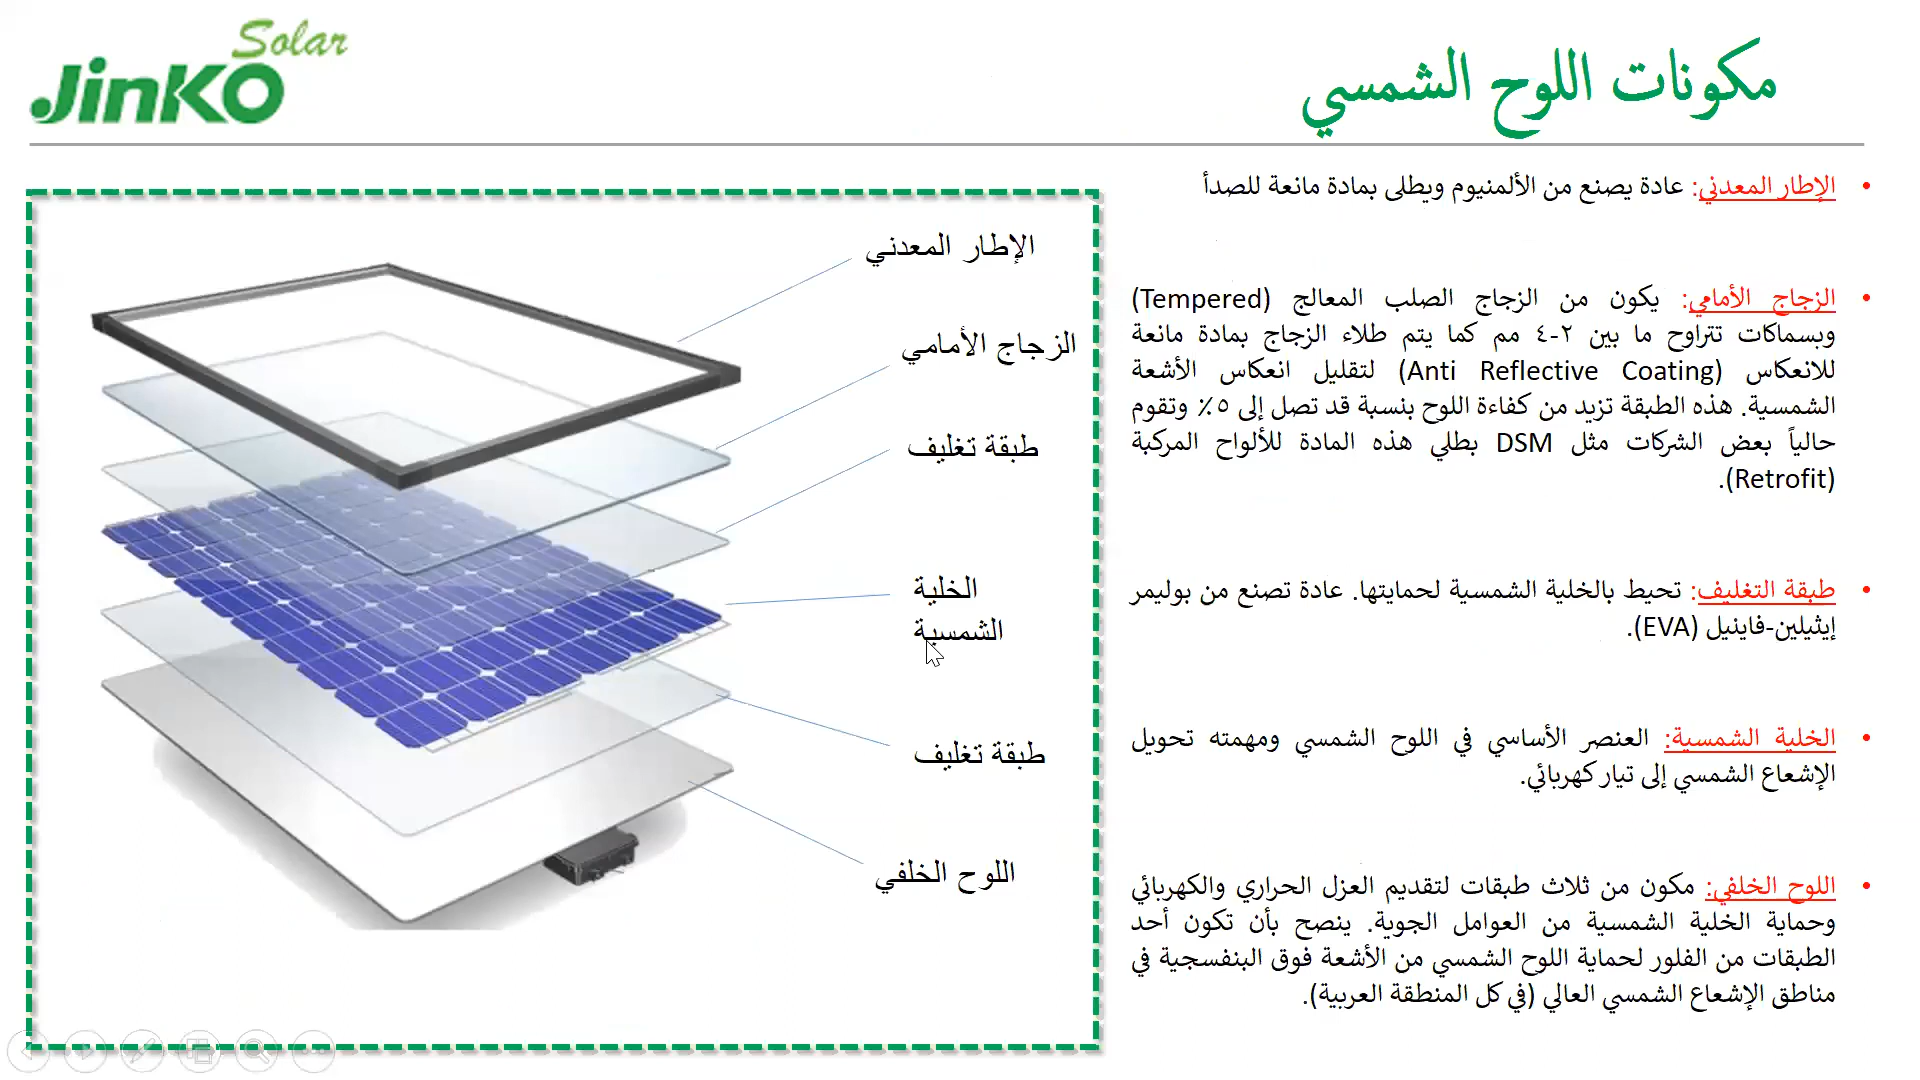 Solar
JinKO
مكونات اللوح الشمسي
• الإطار المعدني: عادة يصنع من الألمنيوم ويطلى بمادة مانعة للصدأ
• الزجاج الأمامي: يكون من الزجاج الصلب المعالج (Tempered)
وبسماكات تتراوح ما بين ٢-٤ مم كما يتم طلاء الزجاج بمادة مانعة
للانعكاس (Anti Reflective Coating) لتقليل انعكاس الأشعة
الشمسية. هذه الطبقة تزيد من كفاءة اللوح بنسبة قد تصل إلى ٥٪ وتقوم
حالياً بعض الشركات مثل DSM بطلي هذه المادة للألواح المركبة
(Retrofit).
• طبقة التغليف: تحيط بالخلية الشمسية لحمايتها. عادة تصنع من بوليمر
إيثيلين-فاينيل (EVA).
• الخلية الشمسية: العنصر الأساسي في اللوح الشمسي ومهمته تحويل
الإشعاع الشمسي إلى تيار كهربائي.
• اللوح الخلفي: مكون من ثلاث طبقات لتقديم العزل الحراري والكهربائي
وحماية الخلية الشمسية من العوامل الجوية. ينصح بأن تكون أحد
الطبقات من الفلور لحماية اللوح الشمسي من الأشعة فوق البنفسجية في
مناطق الإشعاع الشمسي العالي (في كل المنطقة العربية).
الإطار المعدني
الزجاج الأمامي
طبقة تغليف
الخلية
الشمسية
طبقة تغليف
اللوح الخلفي